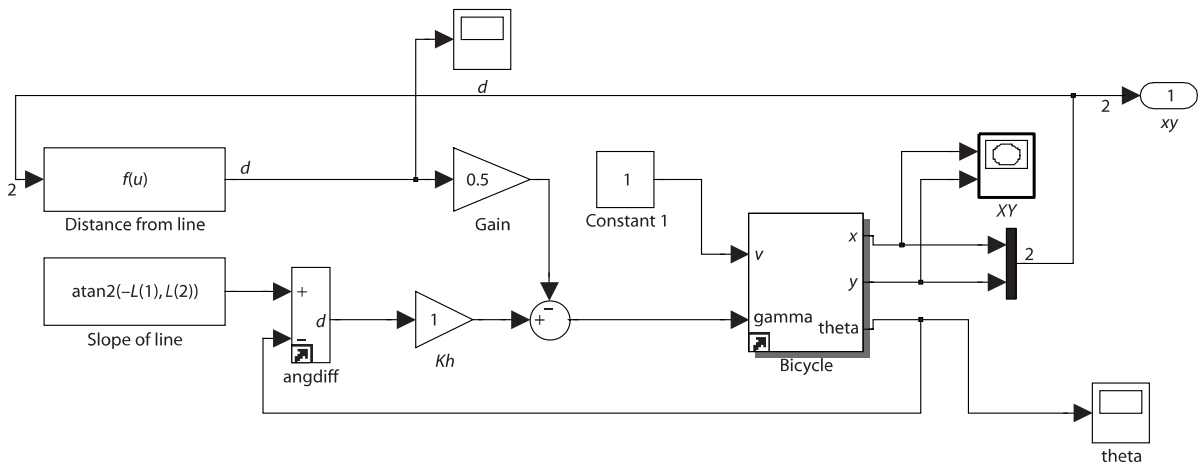 d
2
1
xy
2
f(u)
d
Distance from line
0.5
Gain
1
Constant 1
XY
atan2(–L(1), L(2))
Slope of line
+
–
d
angdiff
1
Kh
–
+
v
gamma
x
y
theta
Bicycle
2
theta